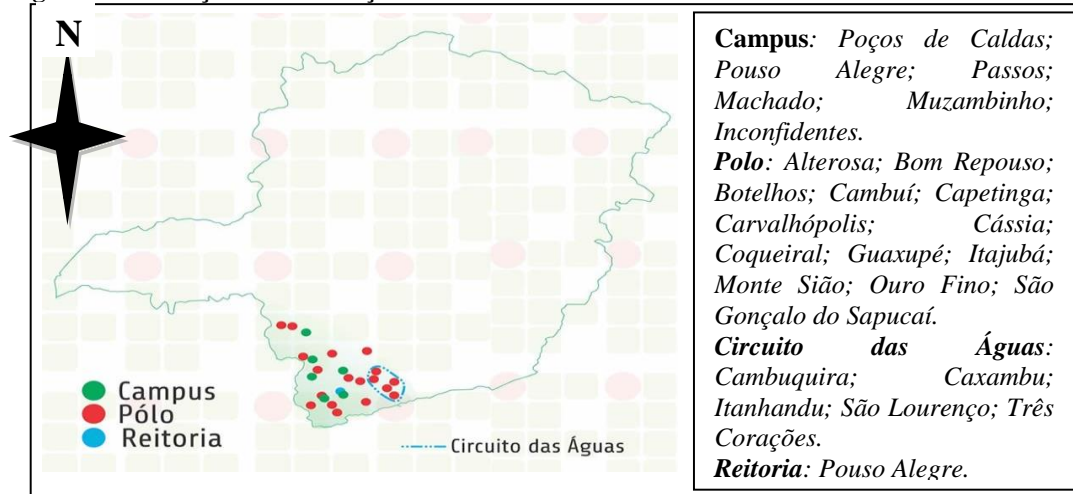 N
Campus
Pólo
Reitoria
Circuito das Águas
Campus: Poços de Caldas;
Pouso Alegre; Passos;
Machado; Muzambinho;
Inconfidentes.
Polo: Alterosa; Bom Repouso;
Botelhos; Cambuí; Capetinga;
Carvalhópolis; Cássia;
Coqueiral; Guaxupé; Itajubá;
Monte Sião; Ouro Fino; São
Gonçalo do Sapucaí.
Circuito das Águas:
Cambuquira; Caxambu;
Itanhandu; São Lourenço; Três
Corações.
Reitoria: Pouso Alegre.